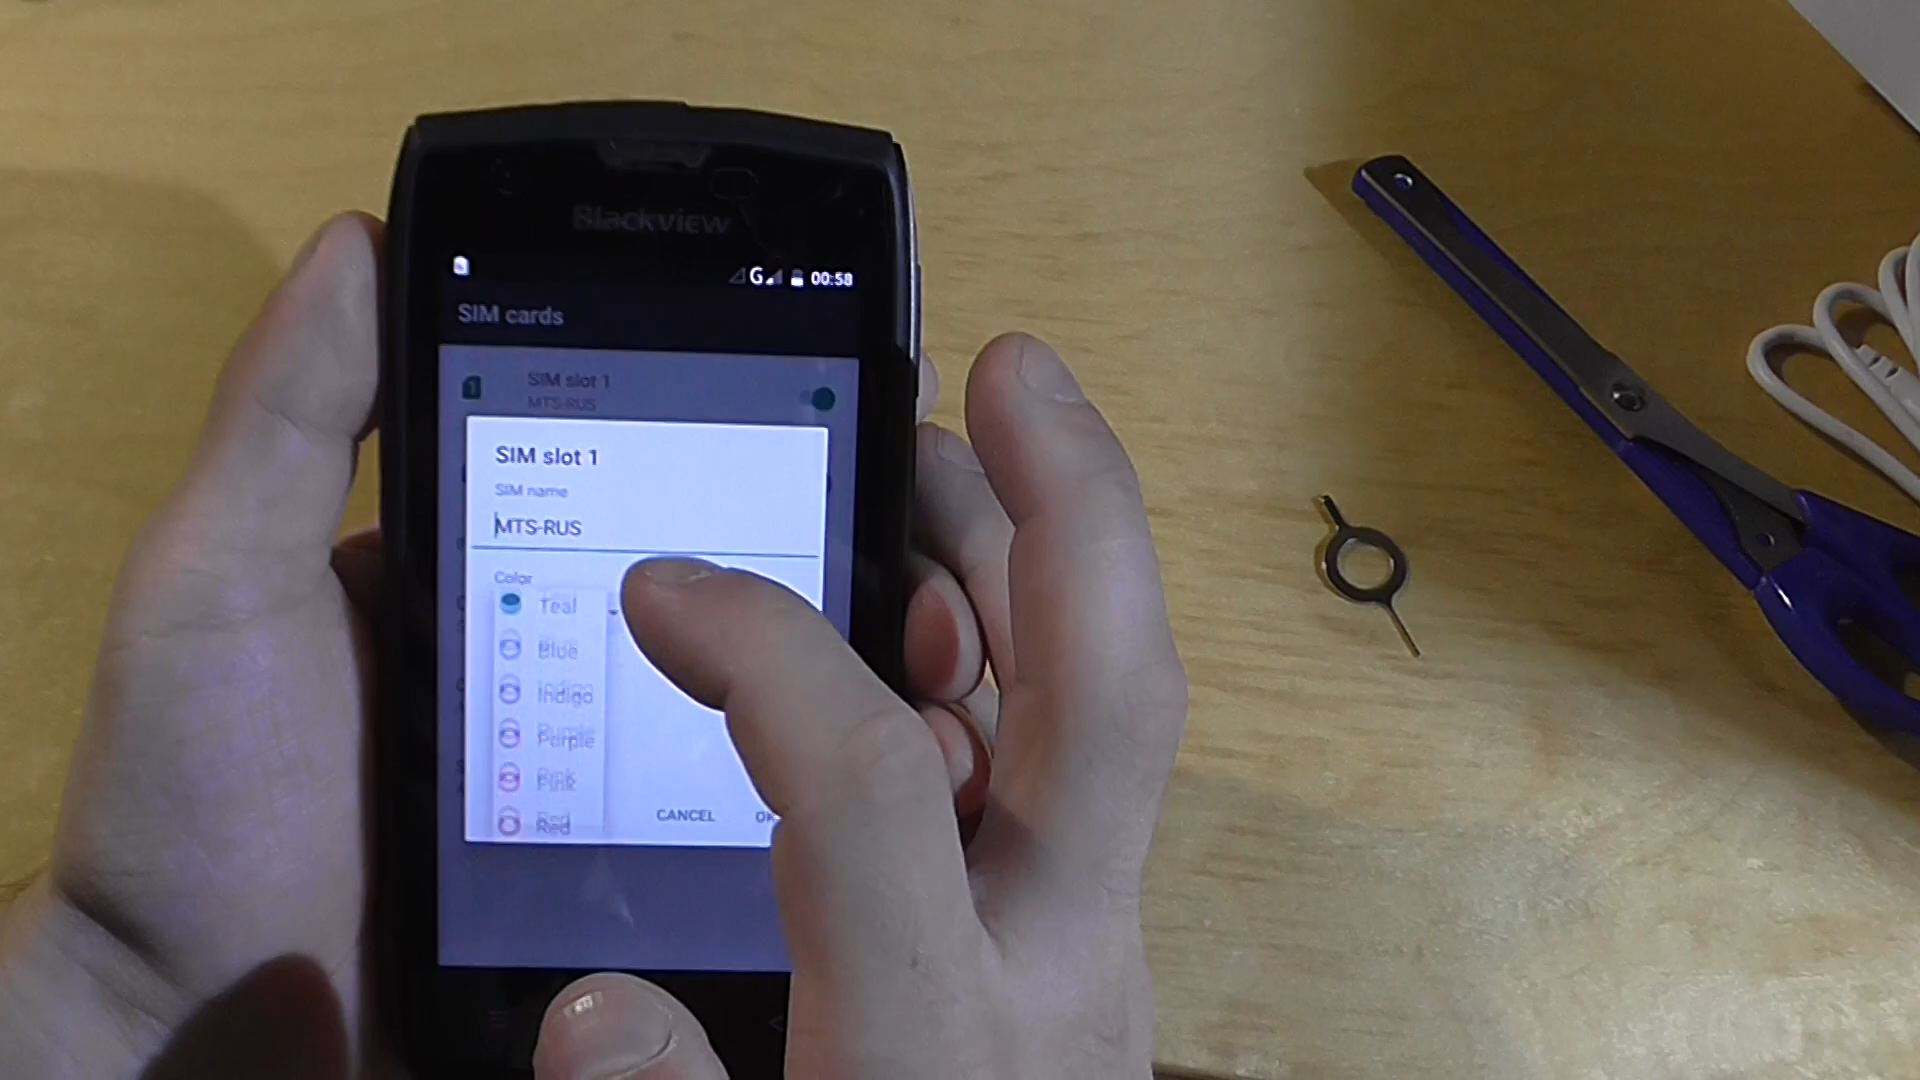 Blackview
G 00:58
SIM cards
1
SIM slot 1
MTS-RUS
SIM slot 1
SIM name
MTS-RUS
Color
Teal
Blue
Indigo
Purple
Pink
Red
CANCEL